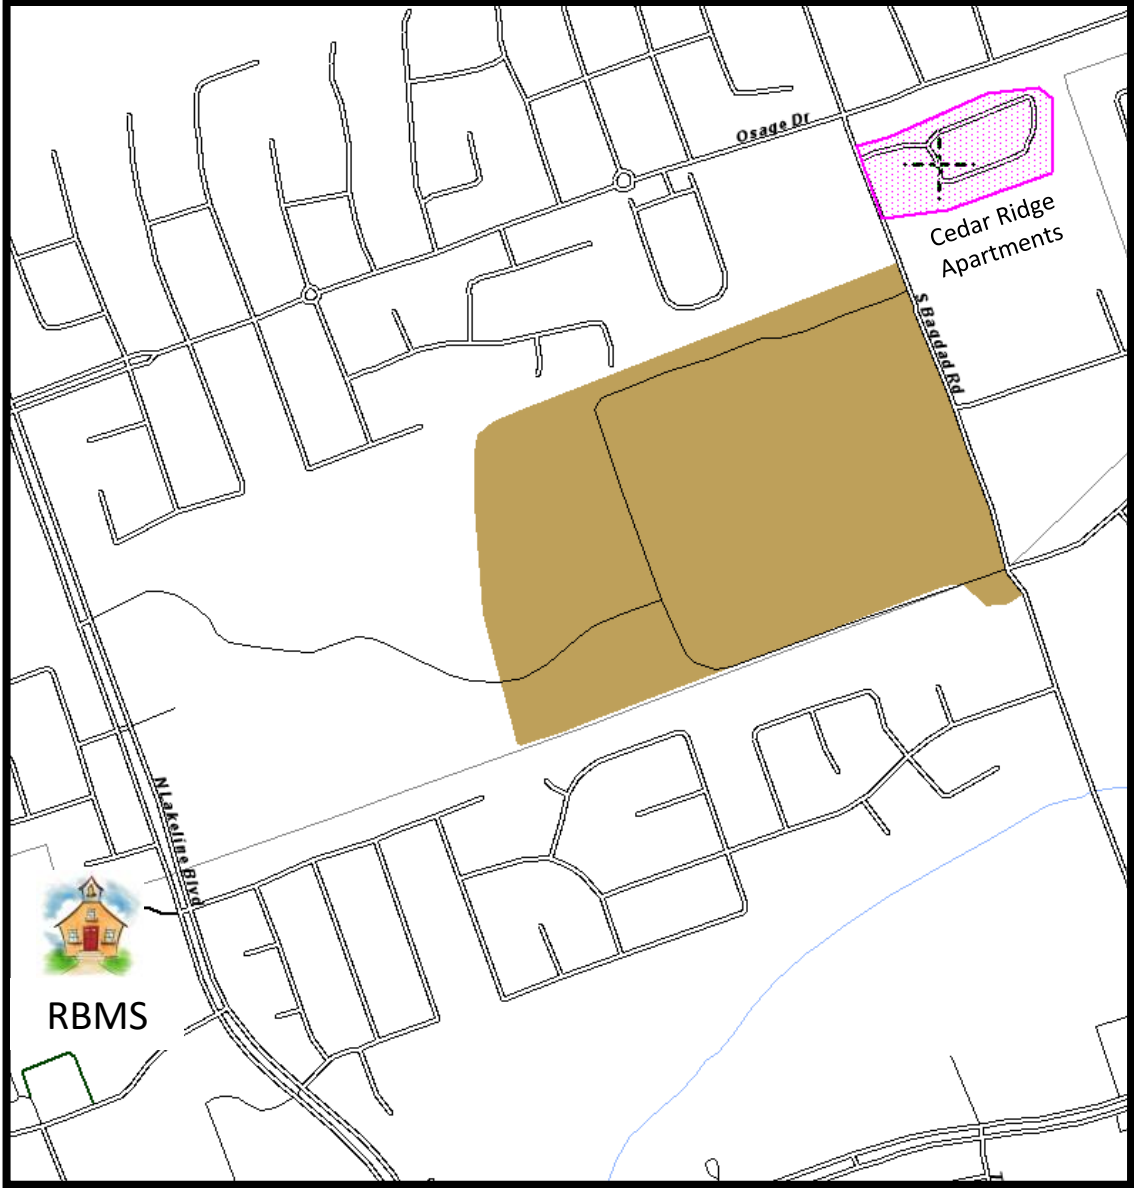 Osage Dr
Cedar Ridge
Apartments
S Bagdad Rd
N Lakeline Blvd
RBMS